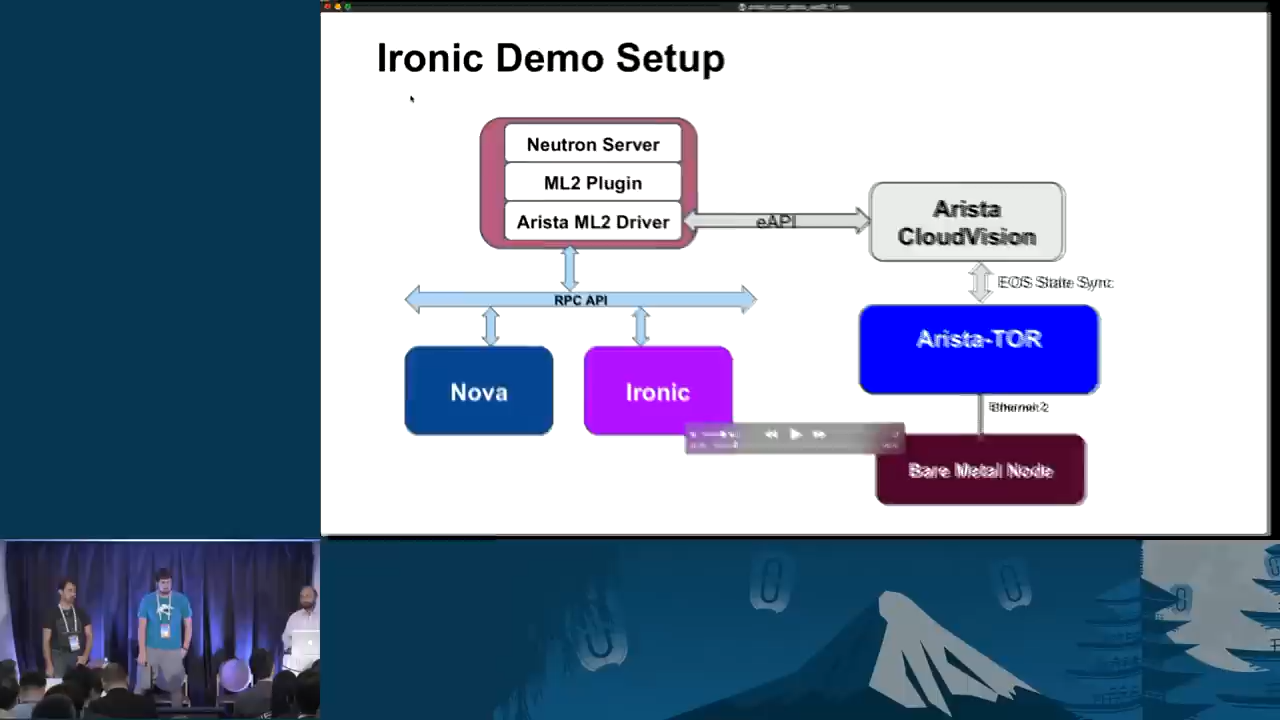 Ironic Demo Setup
Neutron Server
ML2 Plugin
Arista ML2 Driver
eAPI
Arista
CloudVision
EOS State Sync
RPC API
Arista-TOR
Nova
Ironic
Ethernet 2
Bare Metal Node